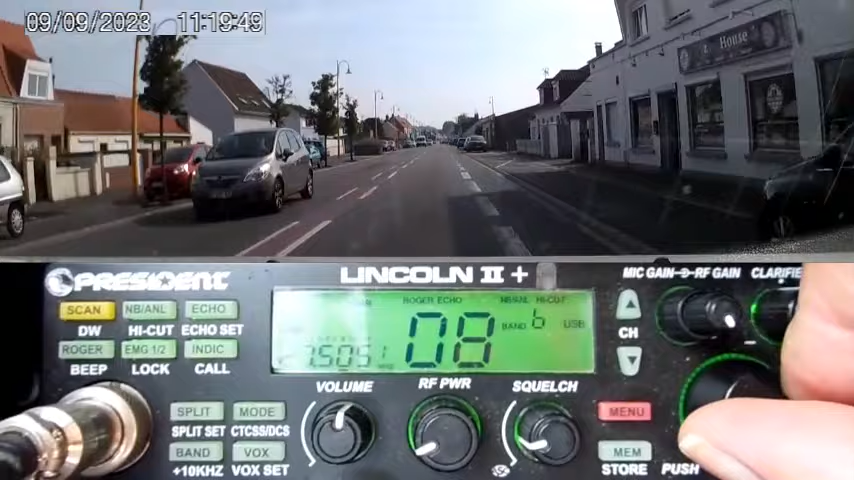 09/09/2023 11:19:49
House
PRESIDENT
LINCOLN II +
MIC GAIN RF GAIN CLARIFIE
SCAN NB/ANL ECHO
DW HI-CUT ECHO SET
ROGER EMG 1/2 INDIC
BEEP LOCK CALL
ROGER ECHO NB/ANL HI-CUT
08 BAND 6 USB
CH
VOLUME RF PWR SQUELCH
SPLIT MODE
SPLIT SET CTCSS/DCS
BAND VOX
+10KHZ VOX SET
MENU
MEM
STORE PUSH